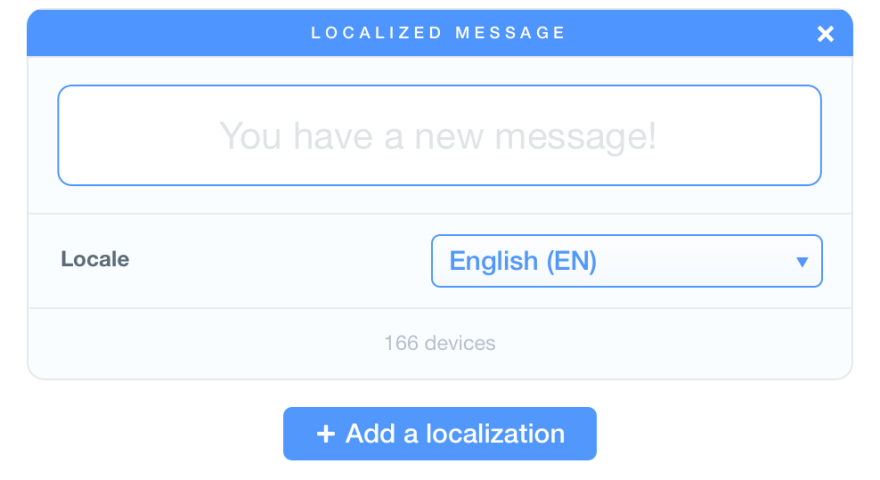 LOCALIZED MESSAGE
You have a new message!
Locale
English (EN)
166 devices
+ Add a localization